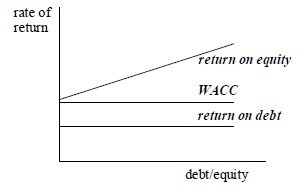 rate of
return
return on equity
WACC
return on debt
debt/equity